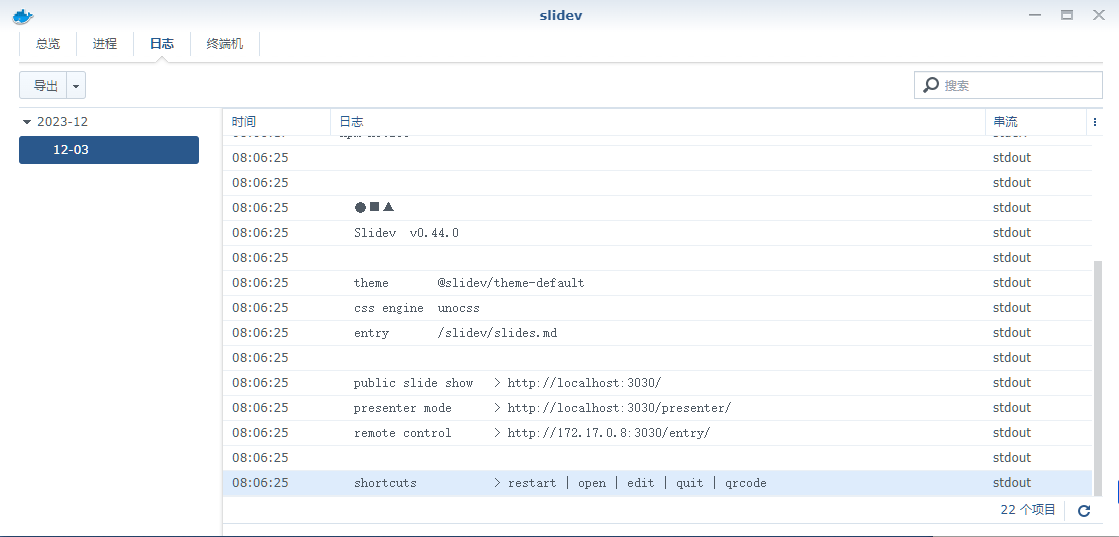 slidev
总览 进程 日志 终端机
导出 搜索
2023-12
12-03
时间 日志 串流
08:06:25 stdout
08:06:25 stdout
08:06:25 ●■▲ stdout
08:06:25 Slidev v0.44.0 stdout
08:06:25 stdout
08:06:25 theme @slidev/theme-default stdout
08:06:25 css engine unocss stdout
08:06:25 entry /slidev/slides.md stdout
08:06:25 stdout
08:06:25 public slide show > http://localhost:3030/ stdout
08:06:25 presenter mode > http://localhost:3030/presenter/ stdout
08:06:25 remote control > http://172.17.0.8:3030/entry/ stdout
08:06:25 stdout
08:06:25 shortcuts > restart | open | edit | quit | qrcode stdout
22 个项目